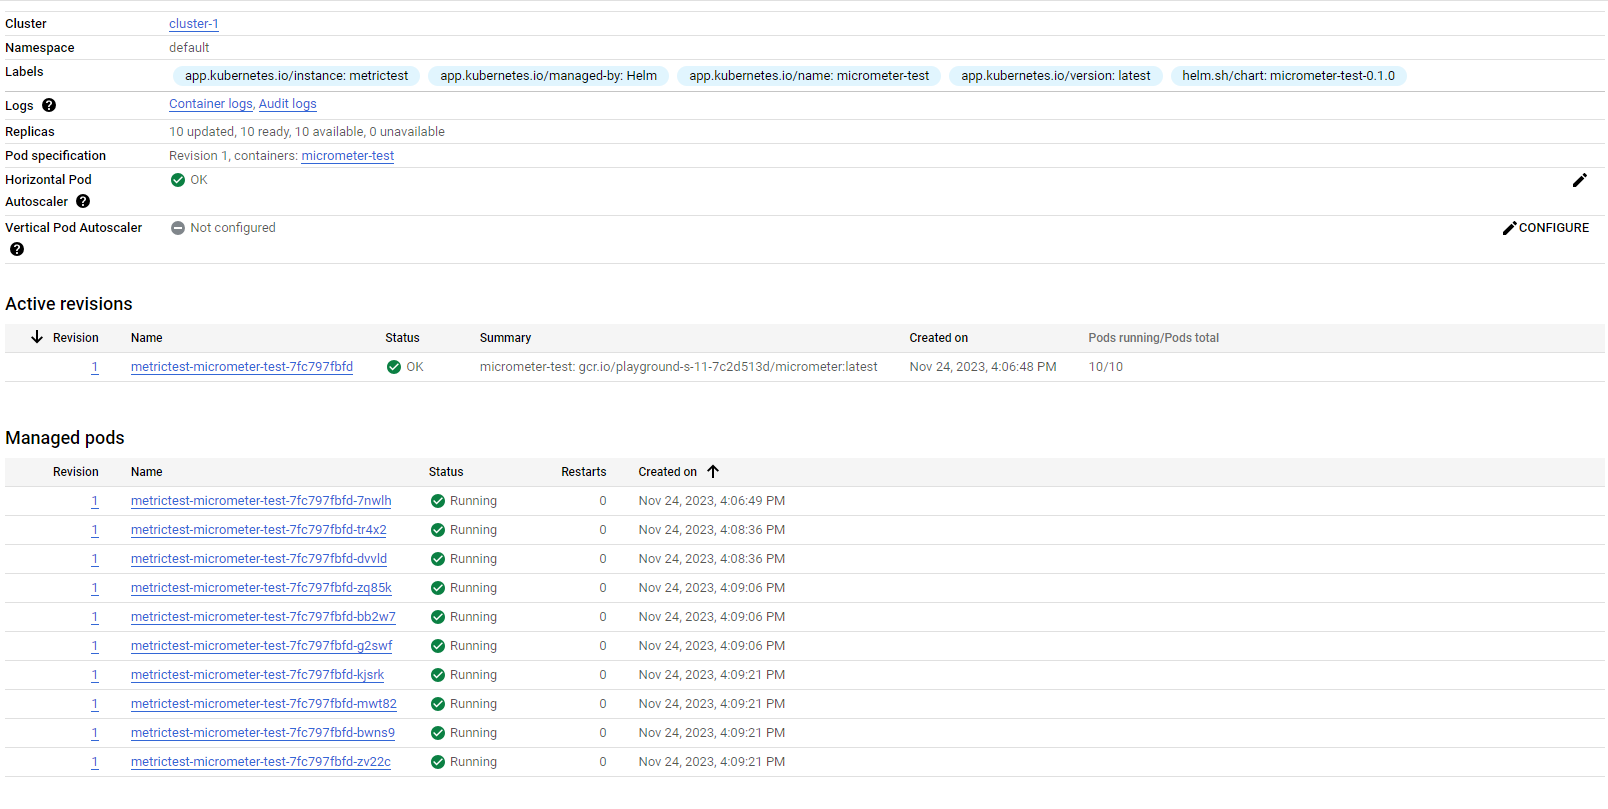 Cluster cluster-1
Namespace default
Labels app.kubernetes.io/instance: metrictest app.kubernetes.io/managed-by: Helm app.kubernetes.io/name: micrometer-test app.kubernetes.io/version: latest helm.sh/chart: micrometer-test-0.1.0
Logs ? Container logs, Audit logs
Replicas 10 updated, 10 ready, 10 available, 0 unavailable
Pod specification Revision 1, containers: micrometer-test
Horizontal Pod OK
Autoscaler ?
Vertical Pod Autoscaler Not configured CONFIGURE
?
Active revisions
Revision Name Status Summary Created on Pods running/Pods total
1 metrictest-micrometer-test-7fc797fbfd OK micrometer-test: gcr.io/playground-s-11-7c2d513d/micrometer:latest Nov 24, 2023, 4:06:48 PM 10/10
Managed pods
Revision Name Status Restarts Created on
1 metrictest-micrometer-test-7fc797fbfd-7nwlh Running 0 Nov 24, 2023, 4:06:49 PM
1 metrictest-micrometer-test-7fc797fbfd-tr4x2 Running 0 Nov 24, 2023, 4:08:36 PM
1 metrictest-micrometer-test-7fc797fbfd-dvvld Running 0 Nov 24, 2023, 4:08:36 PM
1 metrictest-micrometer-test-7fc797fbfd-zq85k Running 0 Nov 24, 2023, 4:09:06 PM
1 metrictest-micrometer-test-7fc797fbfd-bb2w7 Running 0 Nov 24, 2023, 4:09:06 PM
1 metrictest-micrometer-test-7fc797fbfd-g2swf Running 0 Nov 24, 2023, 4:09:06 PM
1 metrictest-micrometer-test-7fc797fbfd-kjsrk Running 0 Nov 24, 2023, 4:09:21 PM
1 metrictest-micrometer-test-7fc797fbfd-mwt82 Running 0 Nov 24, 2023, 4:09:21 PM
1 metrictest-micrometer-test-7fc797fbfd-bwns9 Running 0 Nov 24, 2023, 4:09:21 PM
1 metrictest-micrometer-test-7fc797fbfd-zv22c Running 0 Nov 24, 2023, 4:09:21 PM